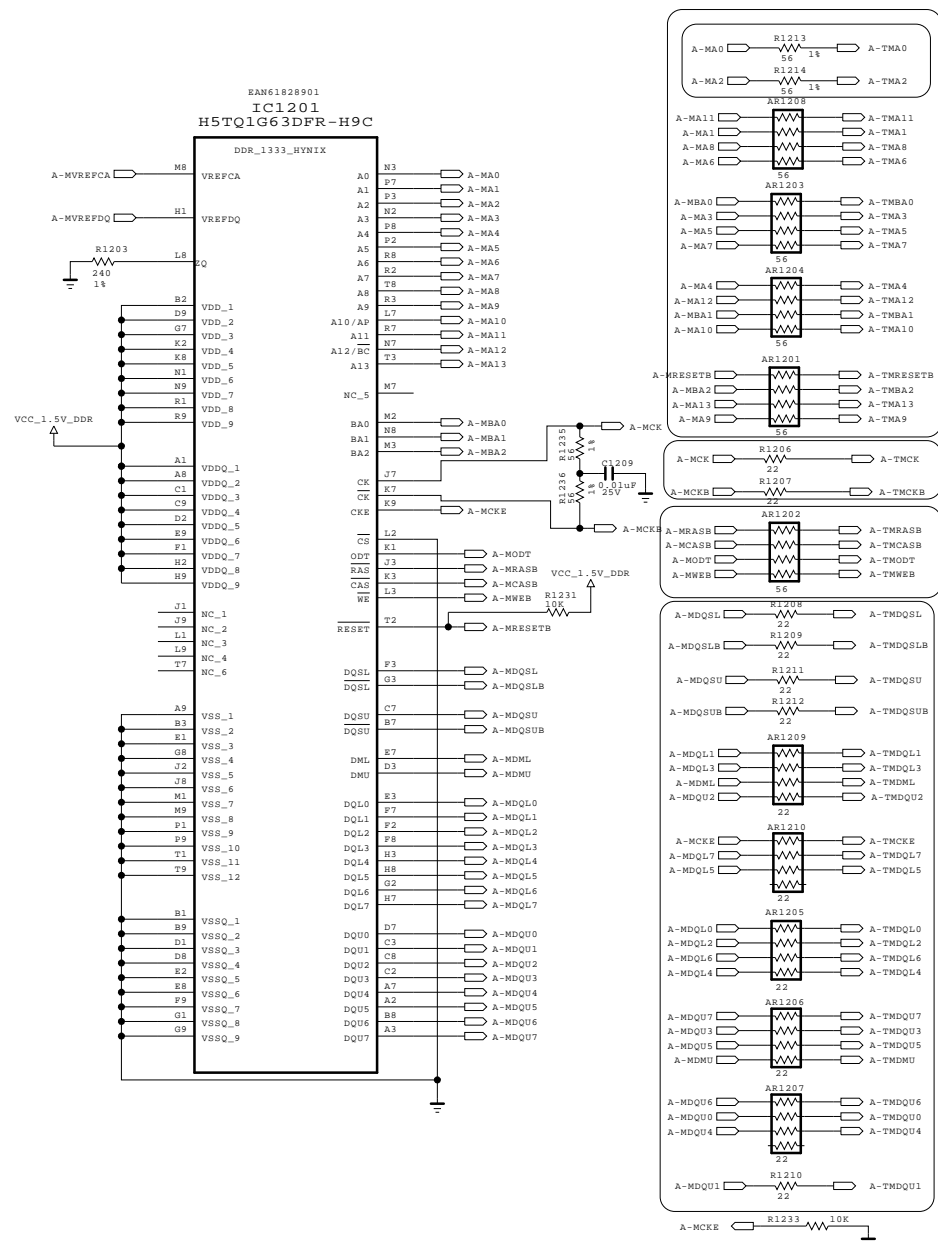 EAN61828901
IC1201
H5TQ1G63DFR-H9C
DDR_1333_HYNIX
A-MVREFCA M8 VREFCA
A-MVREFDQ H1 VREFDQ
R1203 L8 ZQ
240
1%
B2 VDD_1
D9 VDD_2
G7 VDD_3
K2 VDD_4
K8 VDD_5
N1 VDD_6
N9 VDD_7
R1 VDD_8
R9 VDD_9
VCC_1.5V_DDR
A1 VDDQ_1
A8 VDDQ_2
C1 VDDQ_3
C9 VDDQ_4
D2 VDDQ_5
E9 VDDQ_6
F1 VDDQ_7
H2 VDDQ_8
H9 VDDQ_9
J1 NC_1
J9 NC_2
L1 NC_3
L9 NC_4
T7 NC_6
A9 VSS_1
B3 VSS_2
E1 VSS_3
G8 VSS_4
J2 VSS_5
J8 VSS_6
M1 VSS_7
M9 VSS_8
P1 VSS_9
P9 VSS_10
T1 VSS_11
T9 VSS_12
B1 VSSQ_1
B9 VSSQ_2
D1 VSSQ_3
D8 VSSQ_4
E2 VSSQ_5
E8 VSSQ_6
F9 VSSQ_7
G1 VSSQ_8
G9 VSSQ_9
A0 N3 A-MA0
A1 P7 A-MA1
A2 P3 A-MA2
A3 N2 A-MA3
A4 P8 A-MA4
A5 P2 A-MA5
A6 R8 A-MA6
A7 R2 A-MA7
A8 T8 A-MA8
A9 R3 A-MA9
A10/AP L7 A-MA10
A11 R7 A-MA11
A12/BC N7 A-MA12
A13 T3 A-MA13
NC_5 M7
BA0 M2 A-MBA0
BA1 N8 A-MBA1
BA2 M3 A-MBA2
CK J7
CK K7
CKE K9 A-MCKE
CS L2
ODT K1 A-MODT
RAS J3 A-MRASB
CAS K3 A-MCASB
WE L3 A-MWEB
RESET T2 A-MRESETB
DQSL F3 A-MDQSL
DQSL G3 A-MDQSLB
DQSU C7 A-MDQSU
DQSU B7 A-MDQSUB
DML E7 A-MDML
DMU D3 A-MDMU
DQL0 E3 A-MDQL0
DQL1 F7 A-MDQL1
DQL2 F2 A-MDQL2
DQL3 F8 A-MDQL3
DQL4 H3 A-MDQL4
DQL5 H8 A-MDQL5
DQL6 G2 A-MDQL6
DQL7 H7 A-MDQL7
DQU0 D7 A-MDQU0
DQU1 C3 A-MDQU1
DQU2 C8 A-MDQU2
DQU3 C2 A-MDQU3
DQU4 A7 A-MDQU4
DQU5 A2 A-MDQU5
DQU6 B8 A-MDQU6
DQU7 A3 A-MDQU7
A-MCK
R1235
56
1%
C1209
0.01uF
25V
R1236
56
1%
A-MCKB
VCC_1.5V_DDR
R1231
10K
R1213
A-MA0 A-TMA0
56 1%
R1214
A-MA2 A-TMA2
56 1%
AR1208
A-MA11 A-TMA11
A-MA1 A-TMA1
A-MA8 A-TMA8
A-MA6 A-TMA6
56
AR1203
A-MBA0 A-TMBA0
A-MA3 A-TMA3
A-MA5 A-TMA5
A-MA7 A-TMA7
56
AR1204
A-MA4 A-TMA4
A-MA12 A-TMA12
A-MBA1 A-TMBA1
A-MA10 A-TMA10
56
AR1201
A-MRESETB A-TMRESETB
A-MBA2 A-TMBA2
A-MA13 A-TMA13
A-MA9 A-TMA9
56
R1206
A-MCK A-TMCK
22
R1207
A-MCKB A-TMCKB
22
AR1202
A-MRASB A-TMRASB
A-MCASB A-TMCASB
A-MODT A-TMODT
A-MWEB A-TMWEB
56
R1208
A-MDQSL A-TMDQSL
22
R1209
A-MDQSLB A-TMDQSLB
22
R1211
A-MDQSU A-TMDQSU
22
R1212
A-MDQSUB A-TMDQSUB
22
AR1209
A-MDQL1 A-TMDQL1
A-MDQL3 A-TMDQL3
A-MDML A-TMDML
A-MDQU2 A-TMDQU2
22
AR1210
A-MCKE A-TMCKE
A-MDQL7 A-TMDQL7
A-MDQL5 A-TMDQL5
22
AR1205
A-MDQL0 A-TMDQL0
A-MDQL2 A-TMDQL2
A-MDQL6 A-TMDQL6
A-MDQL4 A-TMDQL4
22
AR1206
A-MDQU7 A-TMDQU7
A-MDQU3 A-TMDQU3
A-MDQU5 A-TMDQU5
A-MDMU A-TMDMU
22
AR1207
A-MDQU6 A-TMDQU6
A-MDQU0 A-TMDQU0
A-MDQU4 A-TMDQU4
22
R1210
A-MDQU1 A-TMDQU1
22
A-MCKE R1233 10K